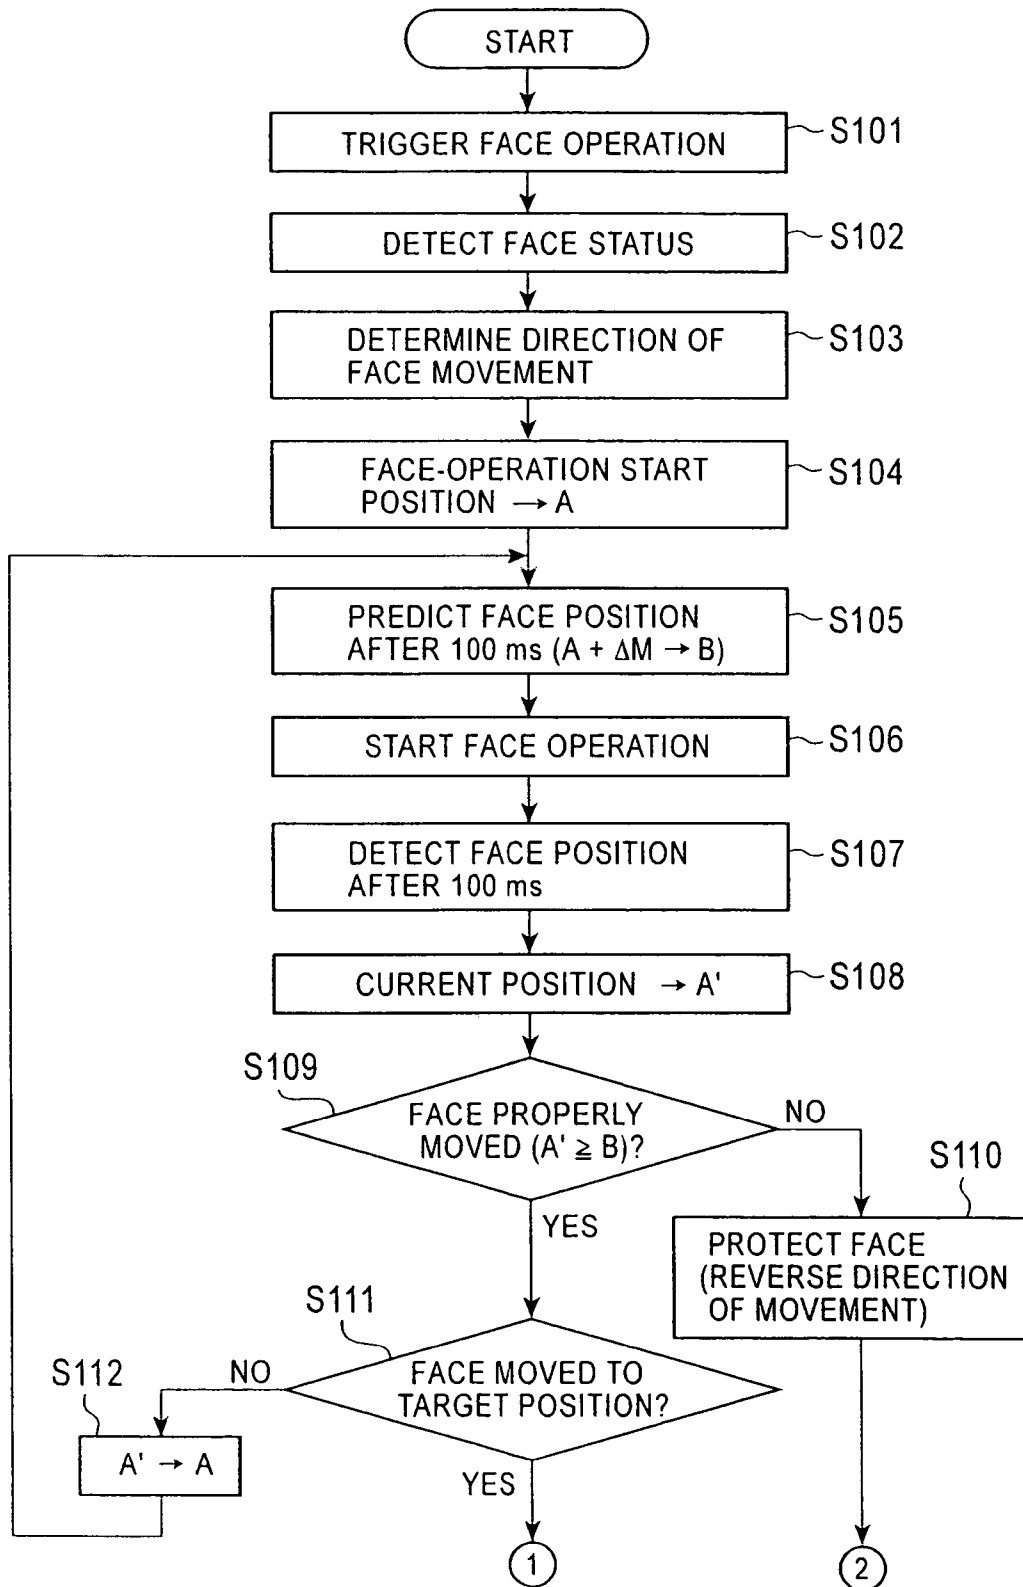 START
TRIGGER FACE OPERATION
S101
DETECT FACE STATUS
S102
DETERMINE DIRECTION OF
FACE MOVEMENT
S103
FACE-OPERATION START
POSITION → A
S104
PREDICT FACE POSITION
AFTER 100 ms (A + ΔM → B)
S105
START FACE OPERATION
S106
DETECT FACE POSITION
AFTER 100 ms
S107
CURRENT POSITION → A'
S108
S109
FACE PROPERLY
MOVED (A' ≧ B)?
NO
YES
S110
PROTECT FACE
(REVERSE DIRECTION
OF MOVEMENT)
S111
FACE MOVED TO
TARGET POSITION?
NO
S112
A' → A
YES
1
2